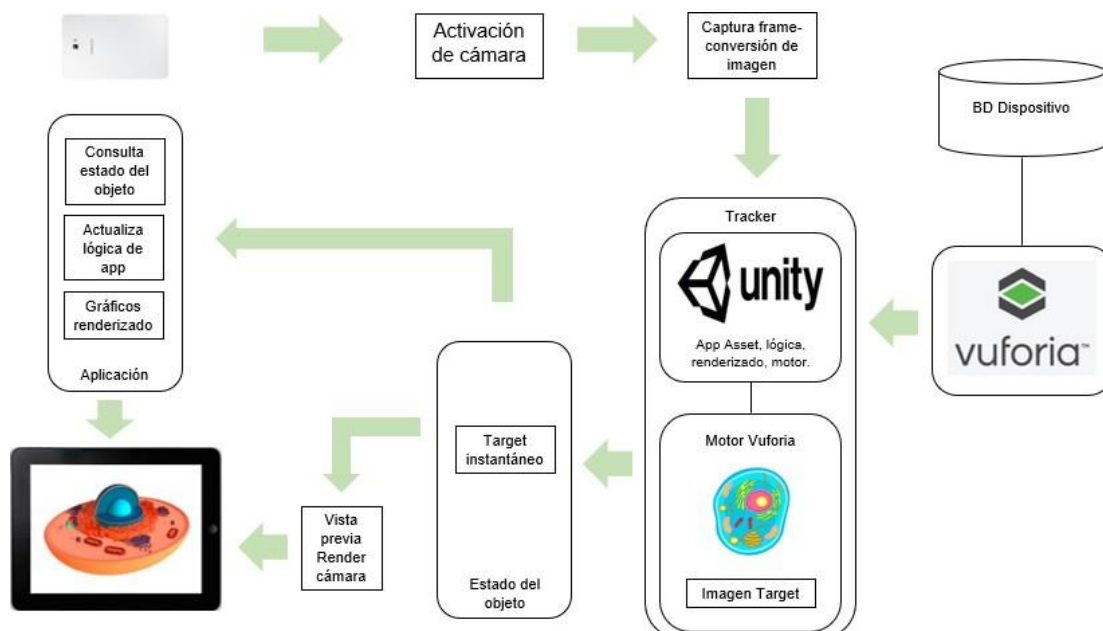 Activación
de cámara
Captura frame-
conversión de
imagen
BD Dispositivo
Consulta
estado del
objeto
Actualiza
lógica de
app
Gráficos
renderizado
Aplicación
Tracker
unity
App Asset, lógica,
renderizado, motor.
vuforia™
Target
instantáneo
Estado del
objeto
Motor Vuforia
Imagen Target
Vista
previa
Render
cámara